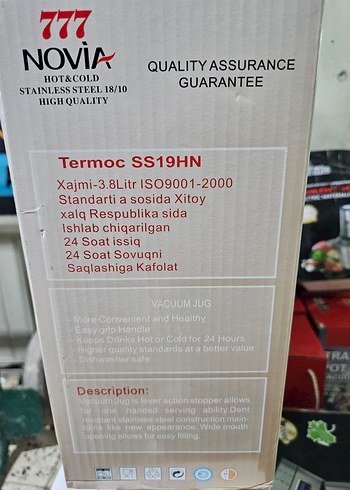 777
NOVIA
HOT&COLD
STAINLESS STEEL 18/10
HIGH QUALITY
QUALITY ASSURANCE
GUARANTEE
Termoc SS19HN
Xajmi-3.8Litr ISO9001-2000
Standarti a sosida Xitoy
xalq Respublika sida
Ishlab chiqarilgan
24 Soat issiq
24 Soat Sovuqni
Saqlashiga Kafolat
VACUUM JUG
- More Convenient and Healthy
- Easy grip Handle
- Keeps Drinks Hot or Cold for 24 Hours
- Higher quality standards at a better value
- Dishwasher safe
Description:
Vacuum Jug is lever action stopper allows
for one handed serving ability.Dent
resistant stainless steel construction main-
tains like new appearance. Wide mouth
opening allows for easy filling.